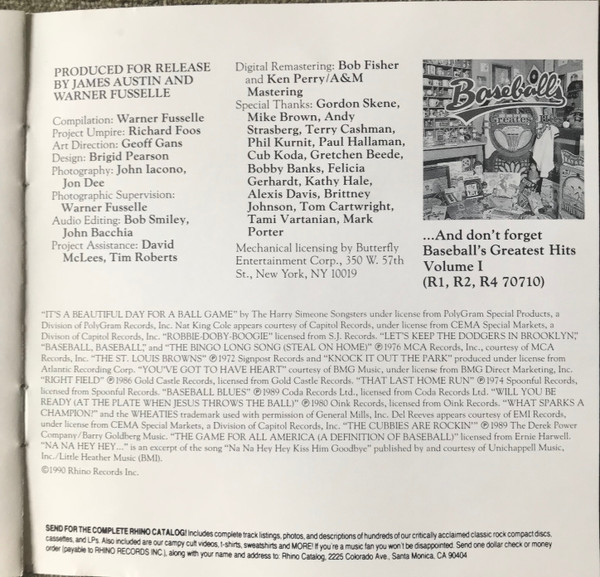 PRODUCED FOR RELEASE
BY JAMES AUSTIN AND
WARNER FUSSELLE
Compilation: Warner Fusselle
Project Umpire: Richard Foos
Art Direction: Geoff Gans
Design: Brigid Pearson
Photography: John Iacono,
Jon Dee
Photographic Supervision:
Warner Fusselle
Audio Editing: Bob Smiley,
John Bacchia
Project Assistance: David
McLees, Tim Roberts
Digital Remastering: Bob Fisher
and Ken Perry/A&M
Mastering
Special Thanks: Gordon Skene,
Mike Brown, Andy
Strasberg, Terry Cashman,
Phil Kurnit, Paul Hallaman,
Cub Koda, Gretchen Beede,
Bobby Banks, Felicia
Gerhardt, Kathy Hale,
Alexis Davis, Brittney
Johnson, Tom Cartwright,
Tami Vartanian, Mark
Porter
Mechanical licensing by Butterfly
Entertainment Corp., 350 W. 57th
St., New York, NY 10019
Baseball's
Greatest Hits
...And don't forget
Baseball's Greatest Hits
Volume I
(R1, R2, R4 70710)
"IT'S A BEAUTIFUL DAY FOR A BALL GAME" by The Harry Simeone Songsters under license from PolyGram Special Products, a
Division of PolyGram Records, Inc. Nat King Cole appears courtesy of Capitol Records, under license from CEMA Special Markets, a
Divison of Capitol Records, Inc. "ROBBIE-DOBY-BOOGIE" licensed from S.J. Records. "LET'S KEEP THE DODGERS IN BROOKLYN,"
"BASEBALL, BASEBALL," and "THE BINGO LONG SONG (STEAL ON HOME)" ℗1976 MCA Records, Inc., courtesy of MCA
Records, Inc. "THE ST. LOUIS BROWNS" ℗1972 Signpost Records and "KNOCK IT OUT THE PARK" produced under license from
Atlantic Recording Corp. "YOU'VE GOT TO HAVE HEART" courtesy of BMG Music, under license from BMG Direct Marketing, Inc.
"RIGHT FIELD" ℗1986 Gold Castle Records, licensed from Gold Castle Records. "THAT LAST HOME RUN" ℗1974 Spoonful Records,
licensed from Spoonful Records. "BASEBALL BLUES" ℗1989 Coda Records Ltd., licensed from Coda Records Ltd. "WILL YOU BE
READY (AT THE PLATE WHEN JESUS THROWS THE BALL)" ℗1980 Oink Records, licensed from Oink Records. "WHAT SPARKS A
CHAMPION?" and the WHEATIES trademark used with permission of General Mills, Inc. Del Reeves appears courtesy of EMI Records,
under license from CEMA Special Markets, a Division of Capitol Records, Inc. "THE CUBBIES ARE ROCKIN'" ℗1989 The Derek Power
Company/Barry Goldberg Music. "THE GAME FOR ALL AMERICA (A DEFINITION OF BASEBALL)" licensed from Ernie Harwell.
"NA NA HEY HEY..." is an excerpt of the song "Na Na Hey Hey Kiss Him Goodbye" published by and courtesy of Unichappell Music,
Inc./Little Heather Music (BMI).
©1990 Rhino Records Inc.
SEND FOR THE COMPLETE RHINO CATALOG! Includes complete track listings, photos, and descriptions of hundreds of our critically acclaimed classic rock compact discs,
cassettes, and LPs. Also included are our campy cult videos, t-shirts, sweatshirts and MORE! If you're a music fan you won't be disappointed. Send one dollar check or money
order (payable to RHINO RECORDS INC.), along with your name and address to: Rhino Catalog, 2225 Colorado Ave., Santa Monica, CA 90404